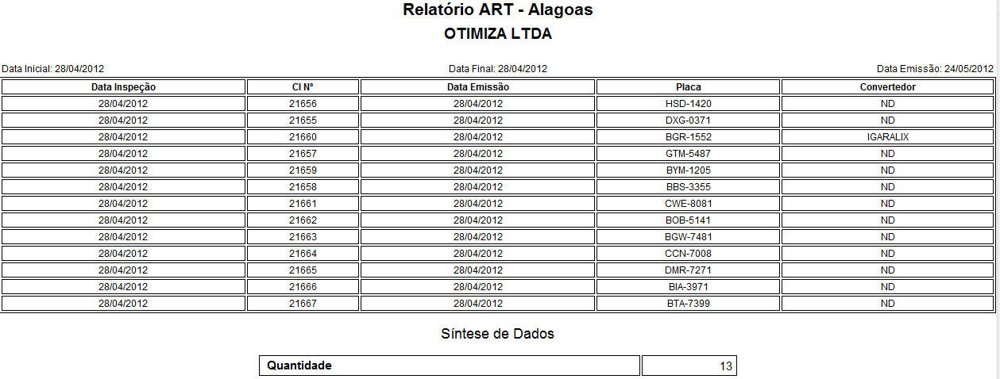 Relatório ART - Alagoas
OTIMIZA LTDA
Data Inicial: 28/04/2012 Data Final: 28/04/2012 Data Emissão: 24/05/2012
Data Inspeção CI Nº Data Emissão Placa Convertedor
28/04/2012 21656 28/04/2012 HSD-1420 ND
28/04/2012 21655 28/04/2012 DXG-0371 ND
28/04/2012 21660 28/04/2012 BGR-1552 IGARALIX
28/04/2012 21657 28/04/2012 GTM-5487 ND
28/04/2012 21659 28/04/2012 BYM-1205 ND
28/04/2012 21658 28/04/2012 BBS-3355 ND
28/04/2012 21661 28/04/2012 CWE-8081 ND
28/04/2012 21662 28/04/2012 BOB-5141 ND
28/04/2012 21663 28/04/2012 BGW-7481 ND
28/04/2012 21664 28/04/2012 CCN-7008 ND
28/04/2012 21665 28/04/2012 DMR-7271 ND
28/04/2012 21666 28/04/2012 BIA-3971 ND
28/04/2012 21667 28/04/2012 BTA-7399 ND
Síntese de Dados
Quantidade 13